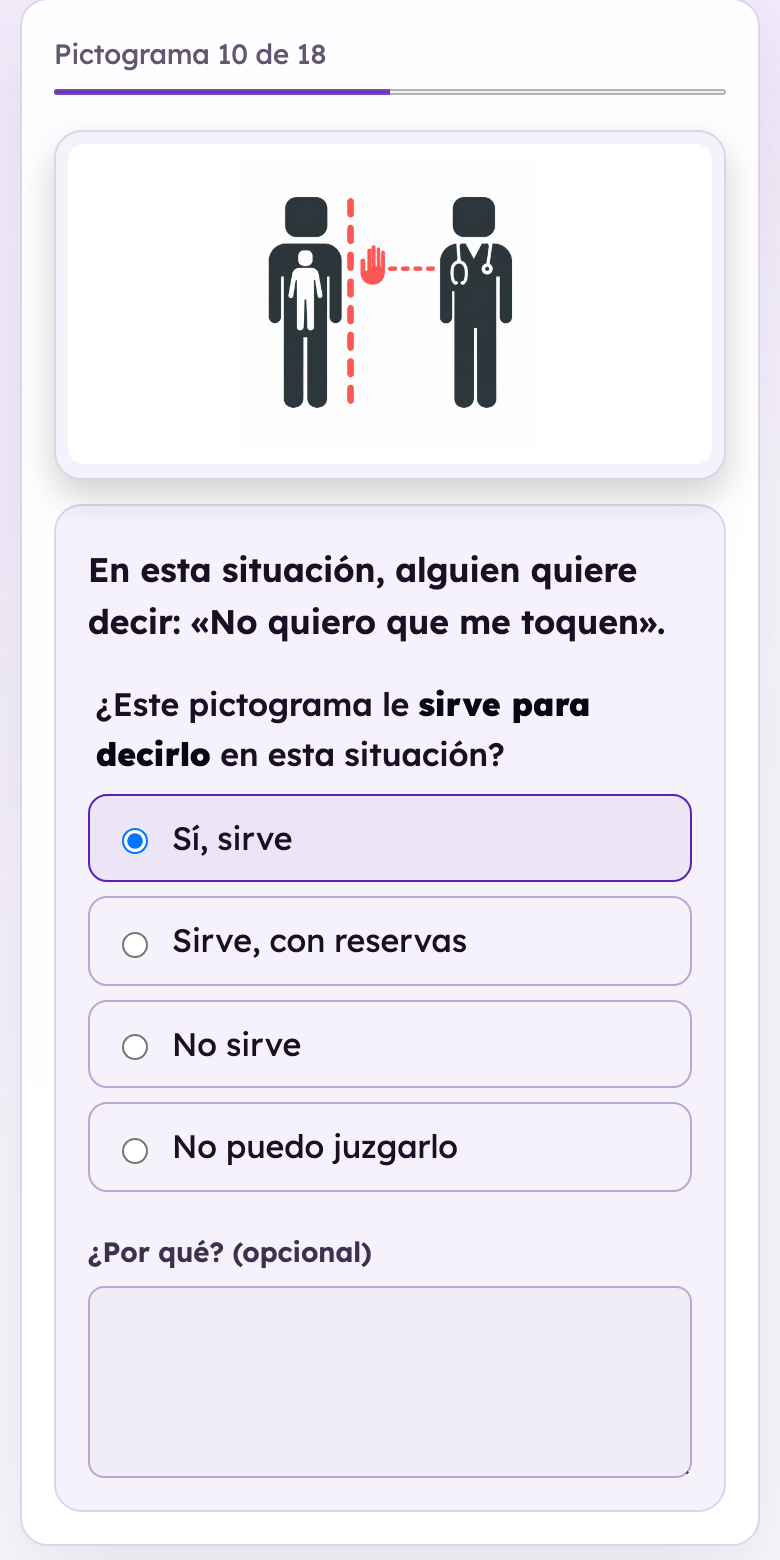 Pictograma 10 de 18
En esta situación, alguien quiere
decir: «No quiero que me toquen».
¿Este pictograma le sirve para
decirlo en esta situación?
Sí, sirve
Sirve, con reservas
No sirve
No puedo juzgarlo
¿Por qué? (opcional)